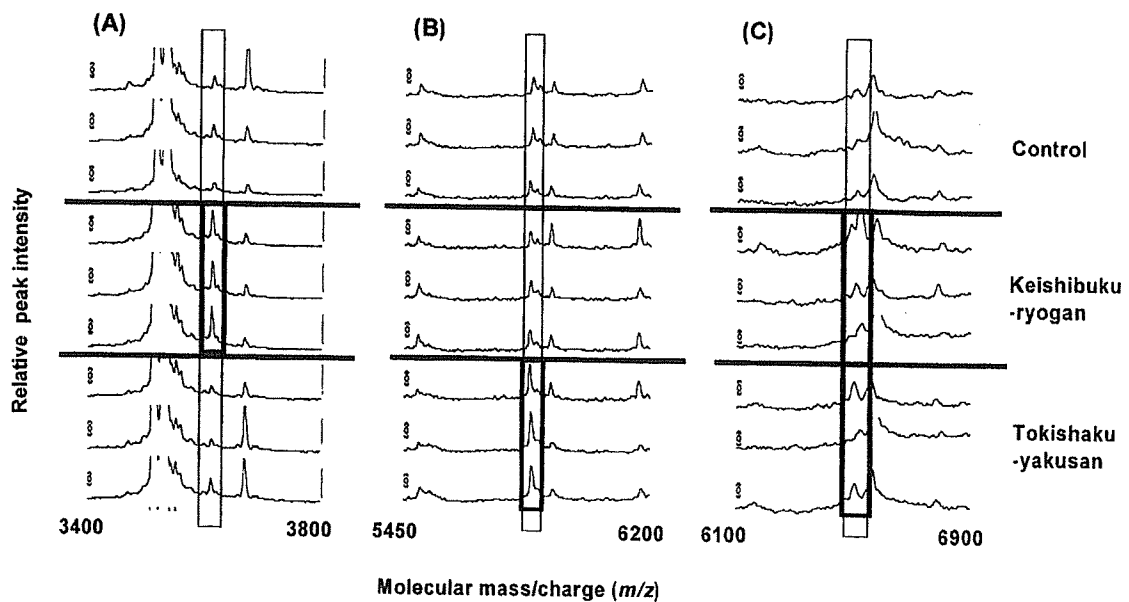 (A)
(B)
(C)
Relative peak intensity
Control
Keishibuku
-ryogan
Tokishaku
-yakusan
3400
3800
5450
6200
6100
6900
Molecular mass/charge (m/z)